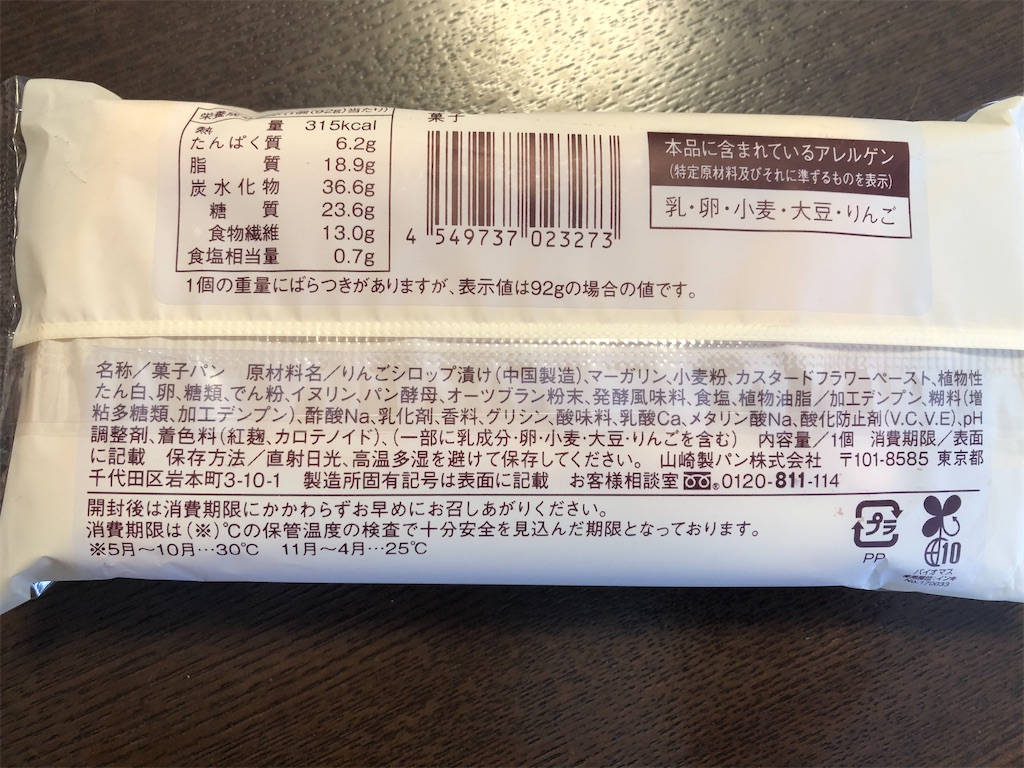 (92g)当たり)
熱量 315kcal
たんぱく質 6.2g
脂質 18.9g
炭水化物 36.6g
糖質 23.6g
食物繊維 13.0g
食塩相当量 0.7g
菓子
4 549737 023273
本品に含まれているアレルゲン
(特定原材料及びそれに準ずるものを表示)
乳・卵・小麦・大豆・りんご
1個の重量にばらつきがありますが、表示値は92gの場合の値です。
名称/菓子パン 原材料名/りんごシロップ漬け(中国製造)、マーガリン、小麦粉、カスタードフラワーペースト、植物性
たん白、卵、糖類、でん粉、イヌリン、パン酵母、オーツブラン粉末、発酵風味料、食塩、植物油脂/加工デンプン、糊料(増
粘多糖類、加工デンプン)、酢酸Na、乳化剤、香料、グリシン、酸味料、乳酸Ca、メタリン酸Na、酸化防止剤(V.C、V.E)、pH
調整剤、着色料(紅麹、カロテノイド)、(一部に乳成分・卵・小麦・大豆・りんごを含む) 内容量/1個 消費期限/表面
に記載 保存方法/直射日光、高温多湿を避けて保存してください。 山崎製パン株式会社 〒101-8585 東京都
千代田区岩本町3-10-1 製造所固有記号は表面に記載 お客様相談室 0120-811-114
開封後は消費期限にかかわらずお早めにお召しあがりください。
消費期限は(※)℃の保管温度の検査で十分安全を見込んだ期限となっております。
※5月〜10月…30℃ 11月〜4月…25℃
プラ
PP
10
バイオマス
No.170033